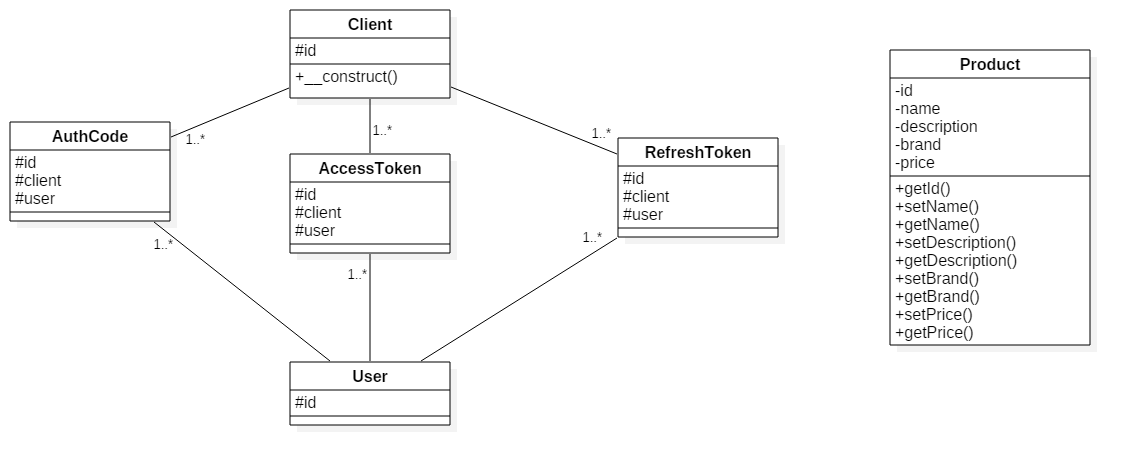 Client
#id
+__construct()
AuthCode
#id
#client
#user
1..*
1..*
1..*
AccessToken
#id
#client
#user
RefreshToken
#id
#client
#user
1..*
1..*
1..*
User
#id
Product
-id
-name
-description
-brand
-price
+getId()
+setName()
+getName()
+setDescription()
+getDescription()
+setBrand()
+getBrand()
+setPrice()
+getPrice()